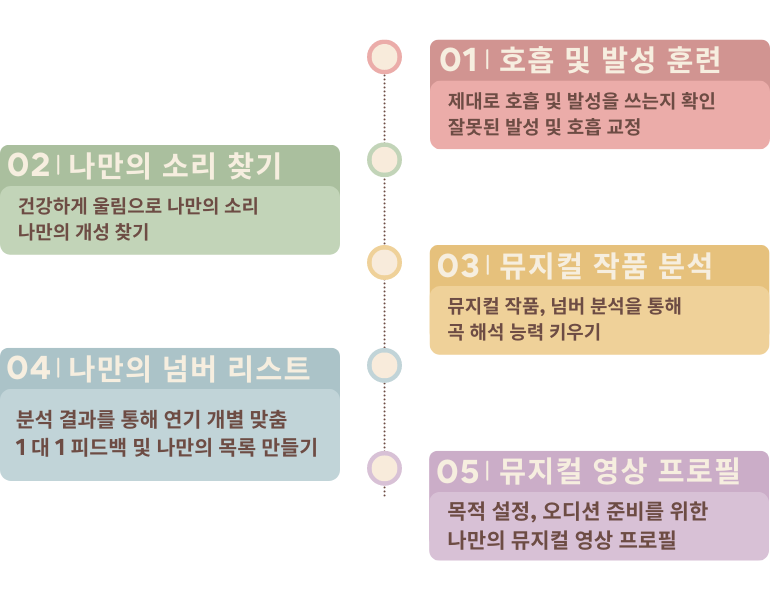 01 | 호흡 및 발성 훈련
제대로 호흡 및 발성을 쓰는지 확인
잘못된 발성 및 호흡 교정
02 | 나만의 소리 찾기
건강하게 울림으로 나만의 소리
나만의 개성 찾기
03 | 뮤지컬 작품 분석
뮤지컬 작품, 넘버 분석을 통해
곡 해석 능력 키우기
04 | 나만의 넘버 리스트
분석 결과를 통해 연기 개별 맞춤
1 대 1 피드백 및 나만의 목록 만들기
05 | 뮤지컬 영상 프로필
목적 설정, 오디션 준비를 위한
나만의 뮤지컬 영상 프로필